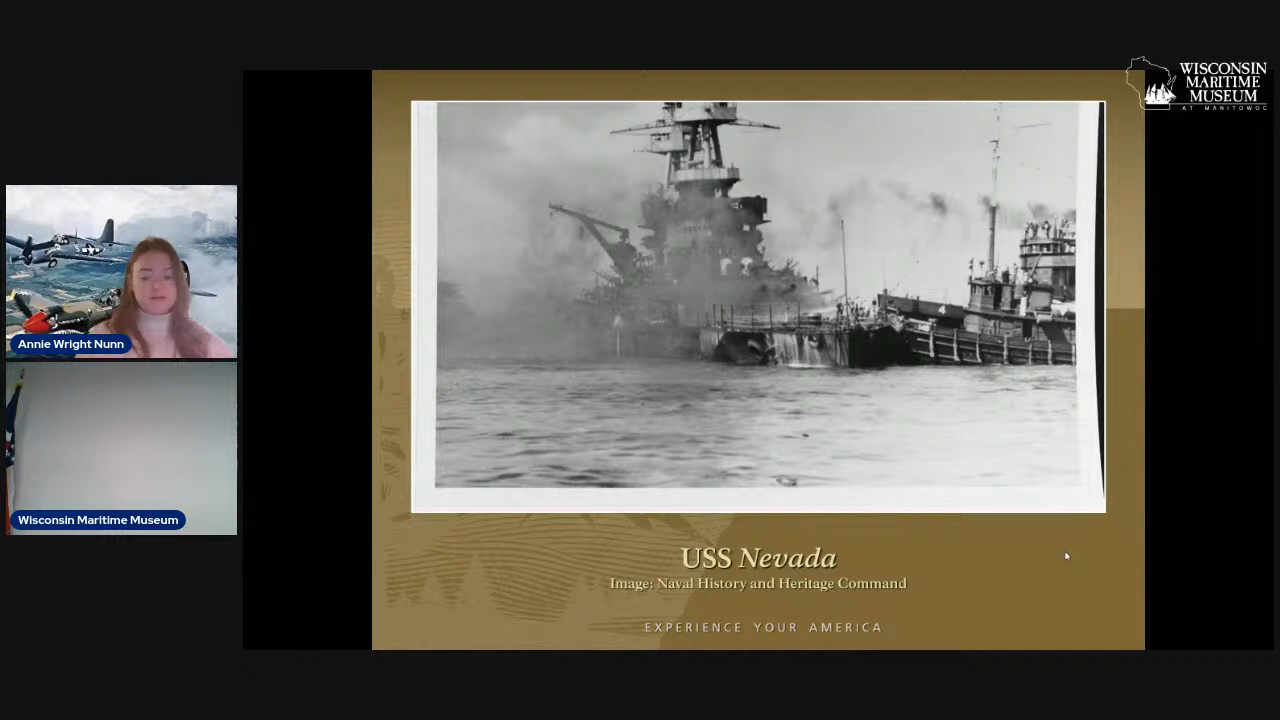 WISCONSIN
MARITIME
MUSEUM
AT MANITOWOC
Annie Wright Nunn
Wisconsin Maritime Museum
4
USS Nevada
Image: Naval History and Heritage Command
EXPERIENCE YOUR AMERICA